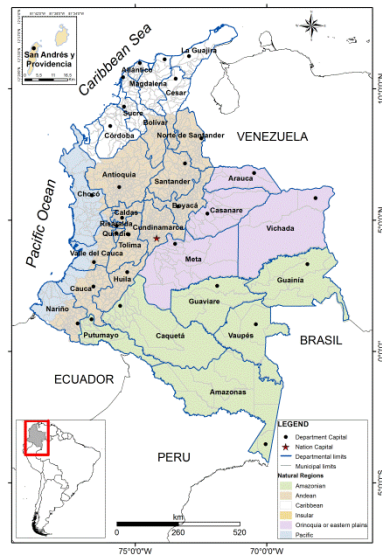 San Andrés y
Providencia
Caribbean Sea
La Guajira
Atlántico
Magdalena
Cesar
Sucre
Bolívar
Córdoba
Norte de Santander
VENEZUELA
Antioquia
Santander
Arauca
Chocó
Boyacá
Casanare
Caldas
Risaralda
Cundinamarca
Quindío
Tolima
Vichada
Pacific Ocean
Valle del Cauca
Meta
Huila
Guainía
Cauca
Guaviare
Nariño
Putumayo
Caquetá
Vaupés
BRASIL
ECUADOR
Amazonas
PERU
LEGEND
Department Capital
Nation Capital
Departmental limits
Municipal limits
Natural Regions
Amazonian
Andean
Caribbean
Insular
Orinoquia or eastern plains
Pacific
km
0 130 260 520
75°0'0"W
70°0'0"W